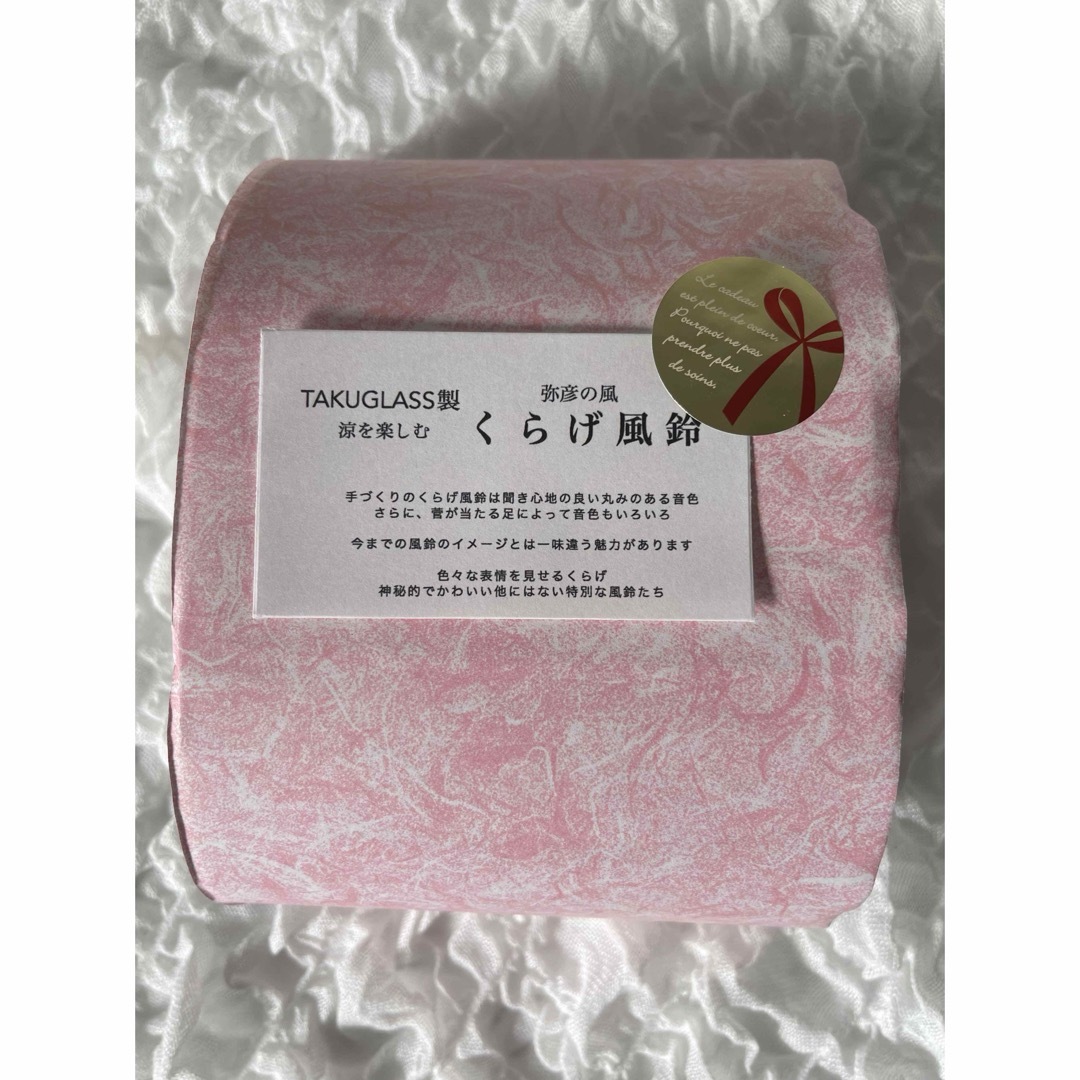 Le cadeau
est plein de coeur.
Pourquoi ne pas
prendre plus
de soins.
TAKUGLASS製
涼を楽しむ
弥彦の風
くらげ風鈴
手づくりのくらげ風鈴は聞き心地の良い丸みのある音色
さらに、菅が当たる足によって音色もいろいろ
今までの風鈴のイメージとは一味違う魅力があります
色々な表情を見せるくらげ
神秘的でかわいい他にはない特別な風鈴たち